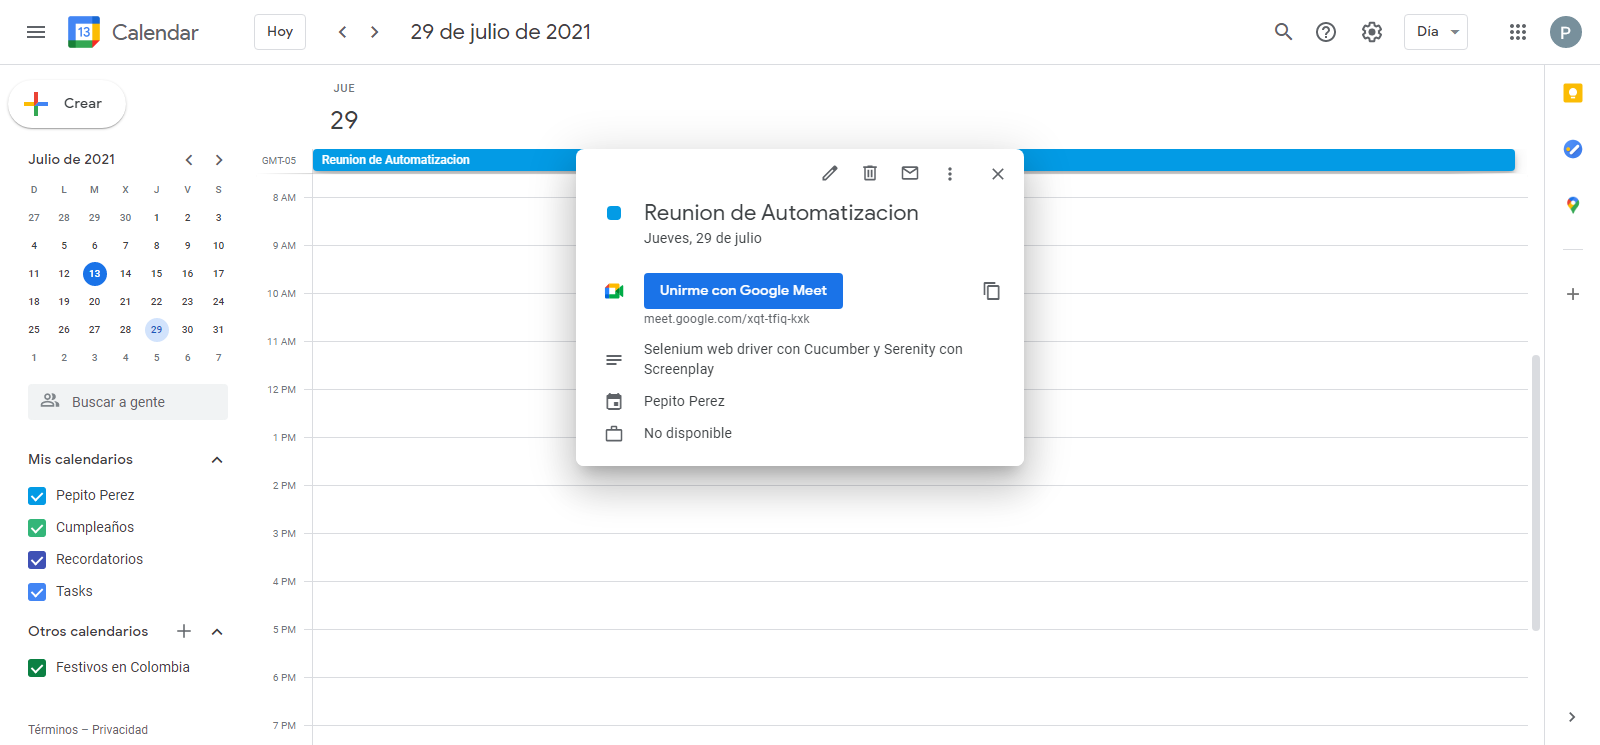 13 Calendar
Hoy
29 de julio de 2021
Día
P
Crear
Julio de 2021
D L M X J V S
27 28 29 30 1 2 3
4 5 6 7 8 9 10
11 12 13 14 15 16 17
18 19 20 21 22 23 24
25 26 27 28 29 30 31
1 2 3 4 5 6 7
Buscar a gente
Mis calendarios
Pepito Perez
Cumpleaños
Recordatorios
Tasks
Otros calendarios
Festivos en Colombia
Términos – Privacidad
JUE
29
GMT-05
Reunion de Automatizacion
8 AM
9 AM
10 AM
11 AM
12 PM
1 PM
2 PM
3 PM
4 PM
5 PM
6 PM
7 PM
Reunion de Automatizacion
Jueves, 29 de julio
Unirme con Google Meet
meet.google.com/xqt-tfiq-kxk
Selenium web driver con Cucumber y Serenity con
Screenplay
Pepito Perez
No disponible